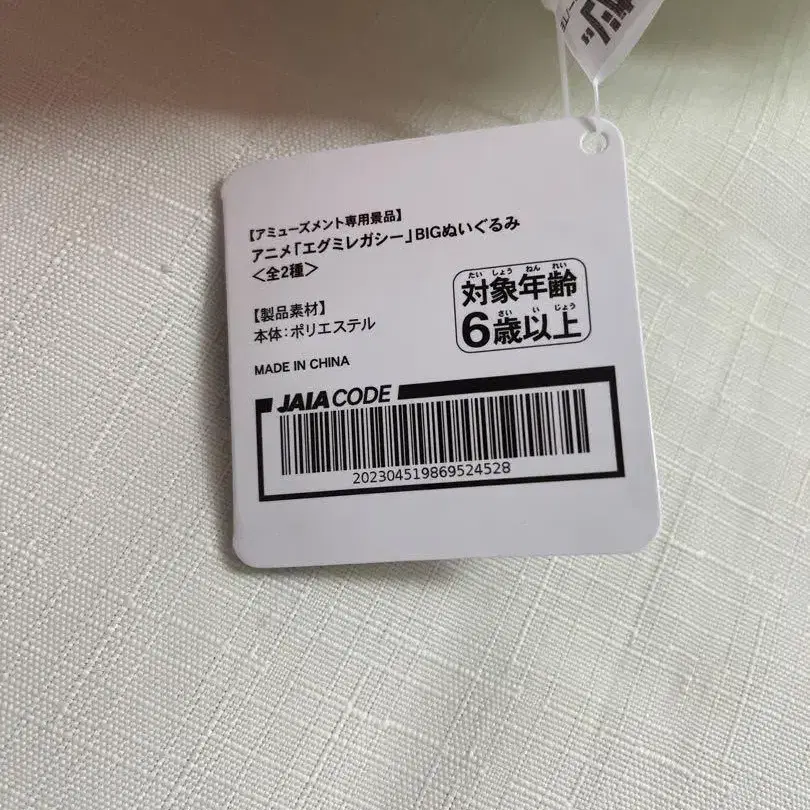 【アミューズメント専用景品】
アニメ「エグミレガシー」BIGぬいぐるみ
＜全2種＞
たい しょう ねん れい
対象年齢
さい い じょう
6歳以上
【製品素材】
本体：ポリエステル
MADE IN CHINA
JAIA CODE
202304519869524528